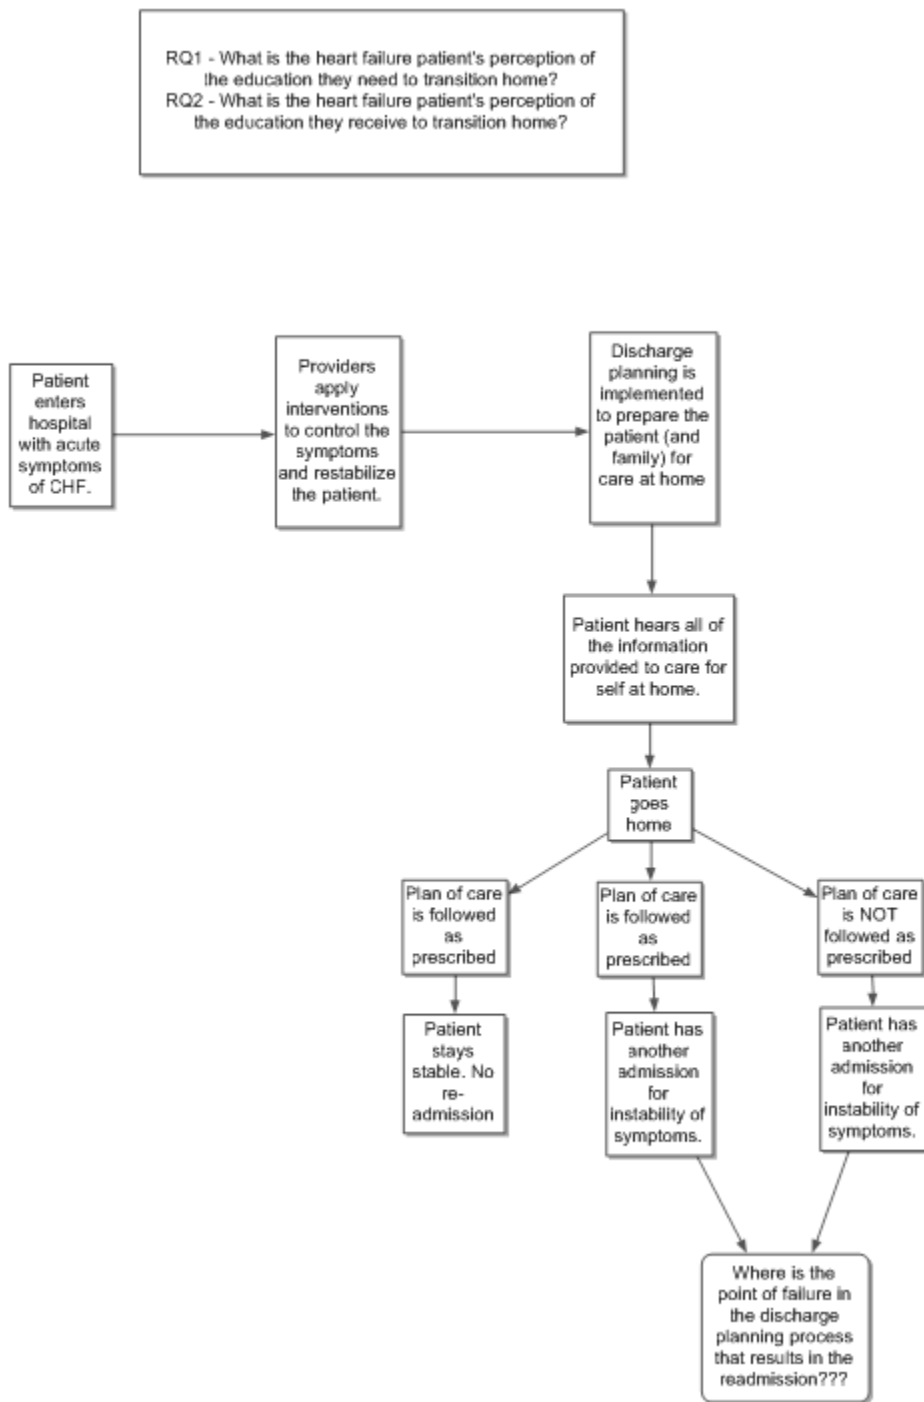 RQ1 - What is the heart failure patient's perception of
the education they need to transition home?
RQ2 - What is the heart failure patient's perception of
the education they receive to transition home?
Patient
enters
hospital
with acute
symptoms
of CHF.
Providers
apply
interventions
to control the
symptoms
and restabilize
the patient.
Discharge
planning is
implemented
to prepare the
patient (and
family) for
care at home
Patient hears all of
the information
provided to care for
self at home.
Patient
goes
home
Plan of care
is followed
as
prescribed
Plan of care
is followed
as
prescribed
Plan of care
is NOT
followed as
prescribed
Patient
stays
stable. No
re-
admission
Patient has
another
admission
for
instability of
symptoms.
Patient has
another
admission
for
instability of
symptoms.
Where is the
point of failure in
the discharge
planning process
that results in the
readmission???